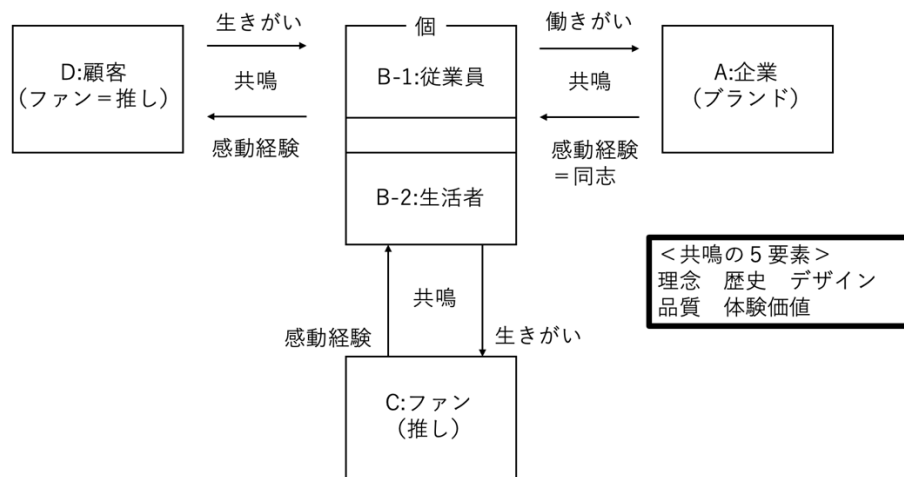 生きがい
個
働きがい
D:顧客
(ファン＝推し)
共鳴
B-1:従業員
共鳴
A:企業
(ブランド)
感動経験
感動経験
＝同志
B-2:生活者
＜共鳴の５要素＞
理念　歴史　デザイン
品質　体験価値
共鳴
感動経験
生きがい
C:ファン
(推し)